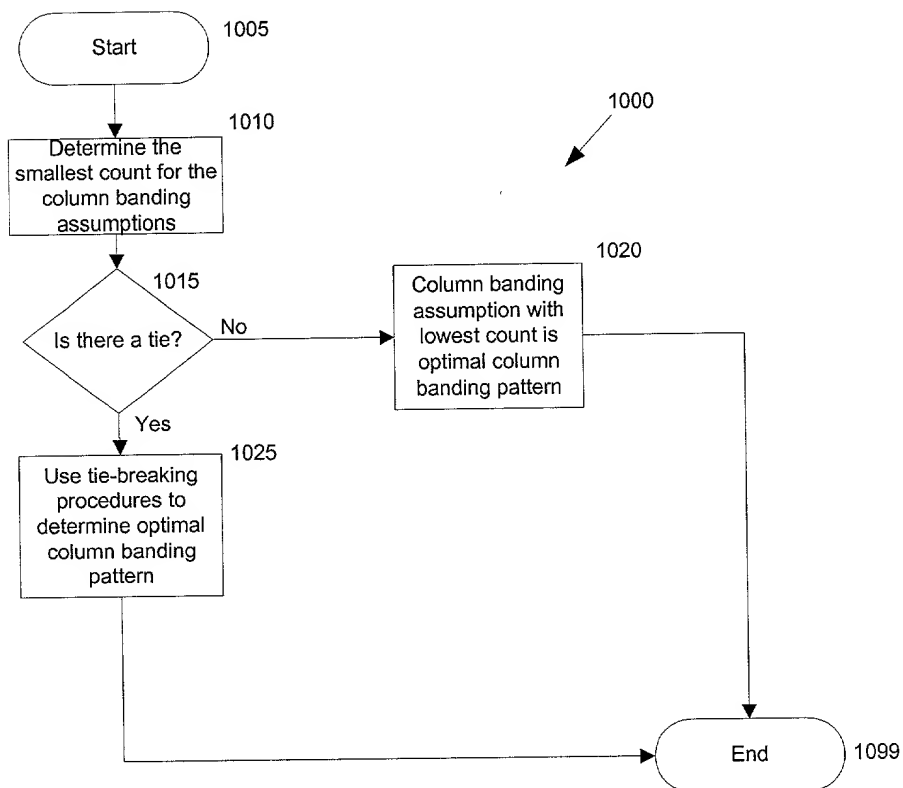 Start
1005
1000
1010
Determine the
smallest count for the
column banding
assumptions
1015
Is there a tie?
No
Yes
1020
Column banding
assumption with
lowest count is
optimal column
banding pattern
1025
Use tie-breaking
procedures to
determine optimal
column banding
pattern
End
1099